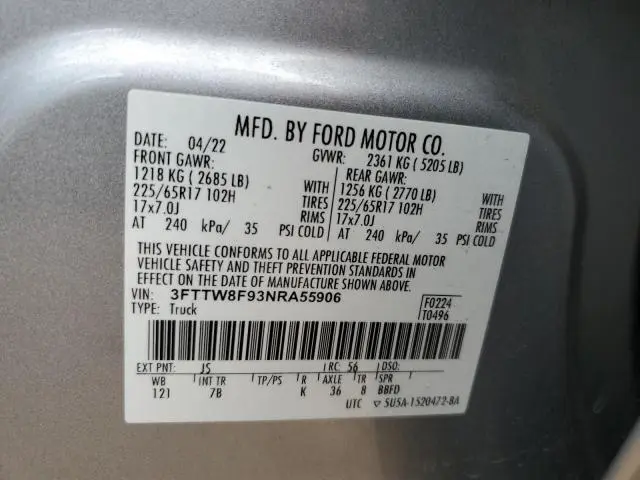 MFD. BY FORD MOTOR CO.
DATE: 04/22 GVWR: 2361 KG ( 5205 LB)
FRONT GAWR: REAR GAWR:
1218 KG ( 2685 LB) WITH 1256 KG ( 2770 LB) WITH
225/65R17 102H TIRES 225/65R17 102H TIRES
17x7.0J RIMS 17x7.0J RIMS
AT 240 kPa/ 35 PSI COLD AT 240 kPa/ 35 PSI COLD
THIS VEHICLE CONFORMS TO ALL APPLICABLE FEDERAL MOTOR
VEHICLE SAFETY AND THEFT PREVENTION STANDARDS IN
EFFECT ON THE DATE OF MANUFACTURE SHOWN ABOVE.
VIN: 3FTTW8F93NRA55906 F0224
TYPE: Truck T0496
EXT PNT: JS RC: 56 DSO:
WB INT TR TP/PS R AXLE TR SPR
121 7B K 36 8 BBFD
UTC ▽ 5U5A-1520472-BA